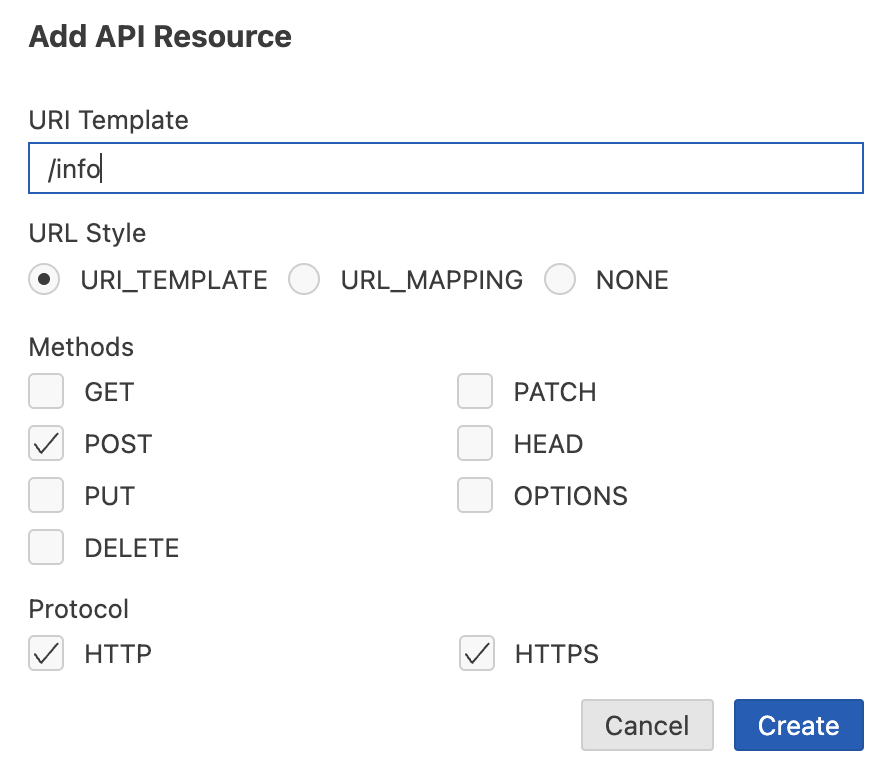 Add API Resource
URI Template
/info
URL Style
URI_TEMPLATE URL_MAPPING NONE
Methods
GET PATCH
POST HEAD
PUT OPTIONS
DELETE
Protocol
HTTP HTTPS
Cancel Create